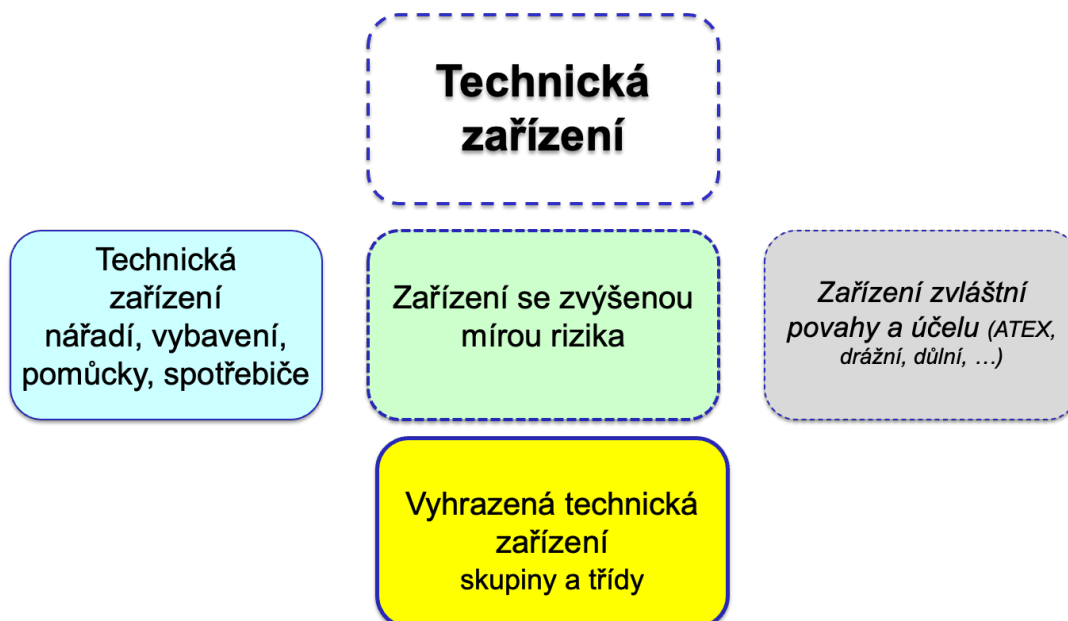 Technická
zařízení
Technická
zařízení
nářadí, vybavení,
pomůcky, spotřebiče
Zařízení se zvýšenou
mírou rizika
Zařízení zvláštní
povahy a účelu (ATEX,
drážní, důlní, …)
Vyhrazená technická
zařízení
skupiny a třídy